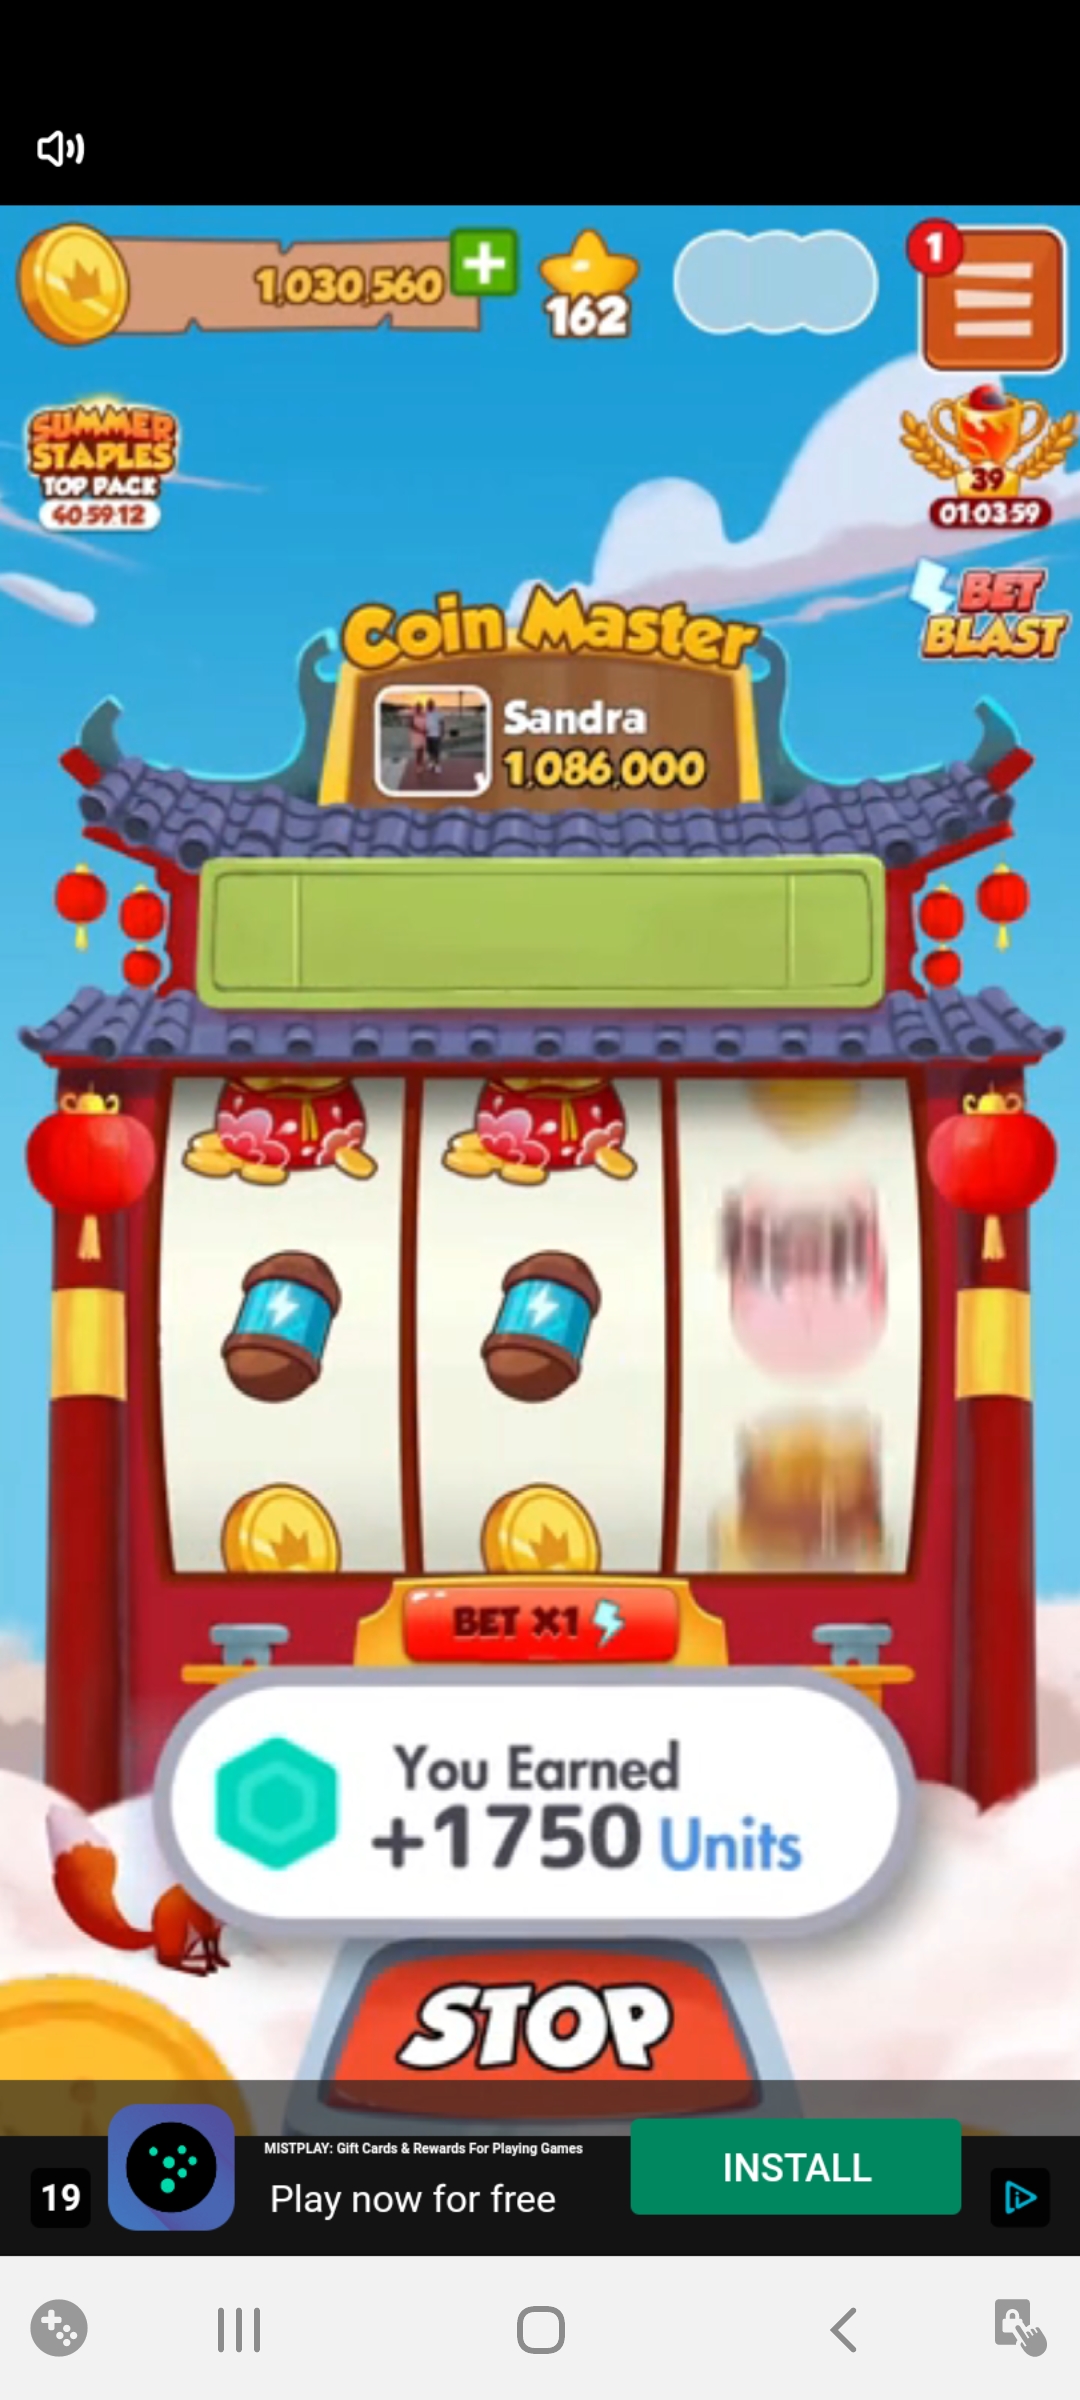 1,030,560
162
1
SUMMER
STAPLES
TOP PACK
40:59:12
39
01:03:59
BET
BLAST
Coin Master
Sandra
1,086,000
BET X1
You Earned
+1750 Units
STOP
19
MISTPLAY: Gift Cards & Rewards For Playing Games
Play now for free
INSTALL